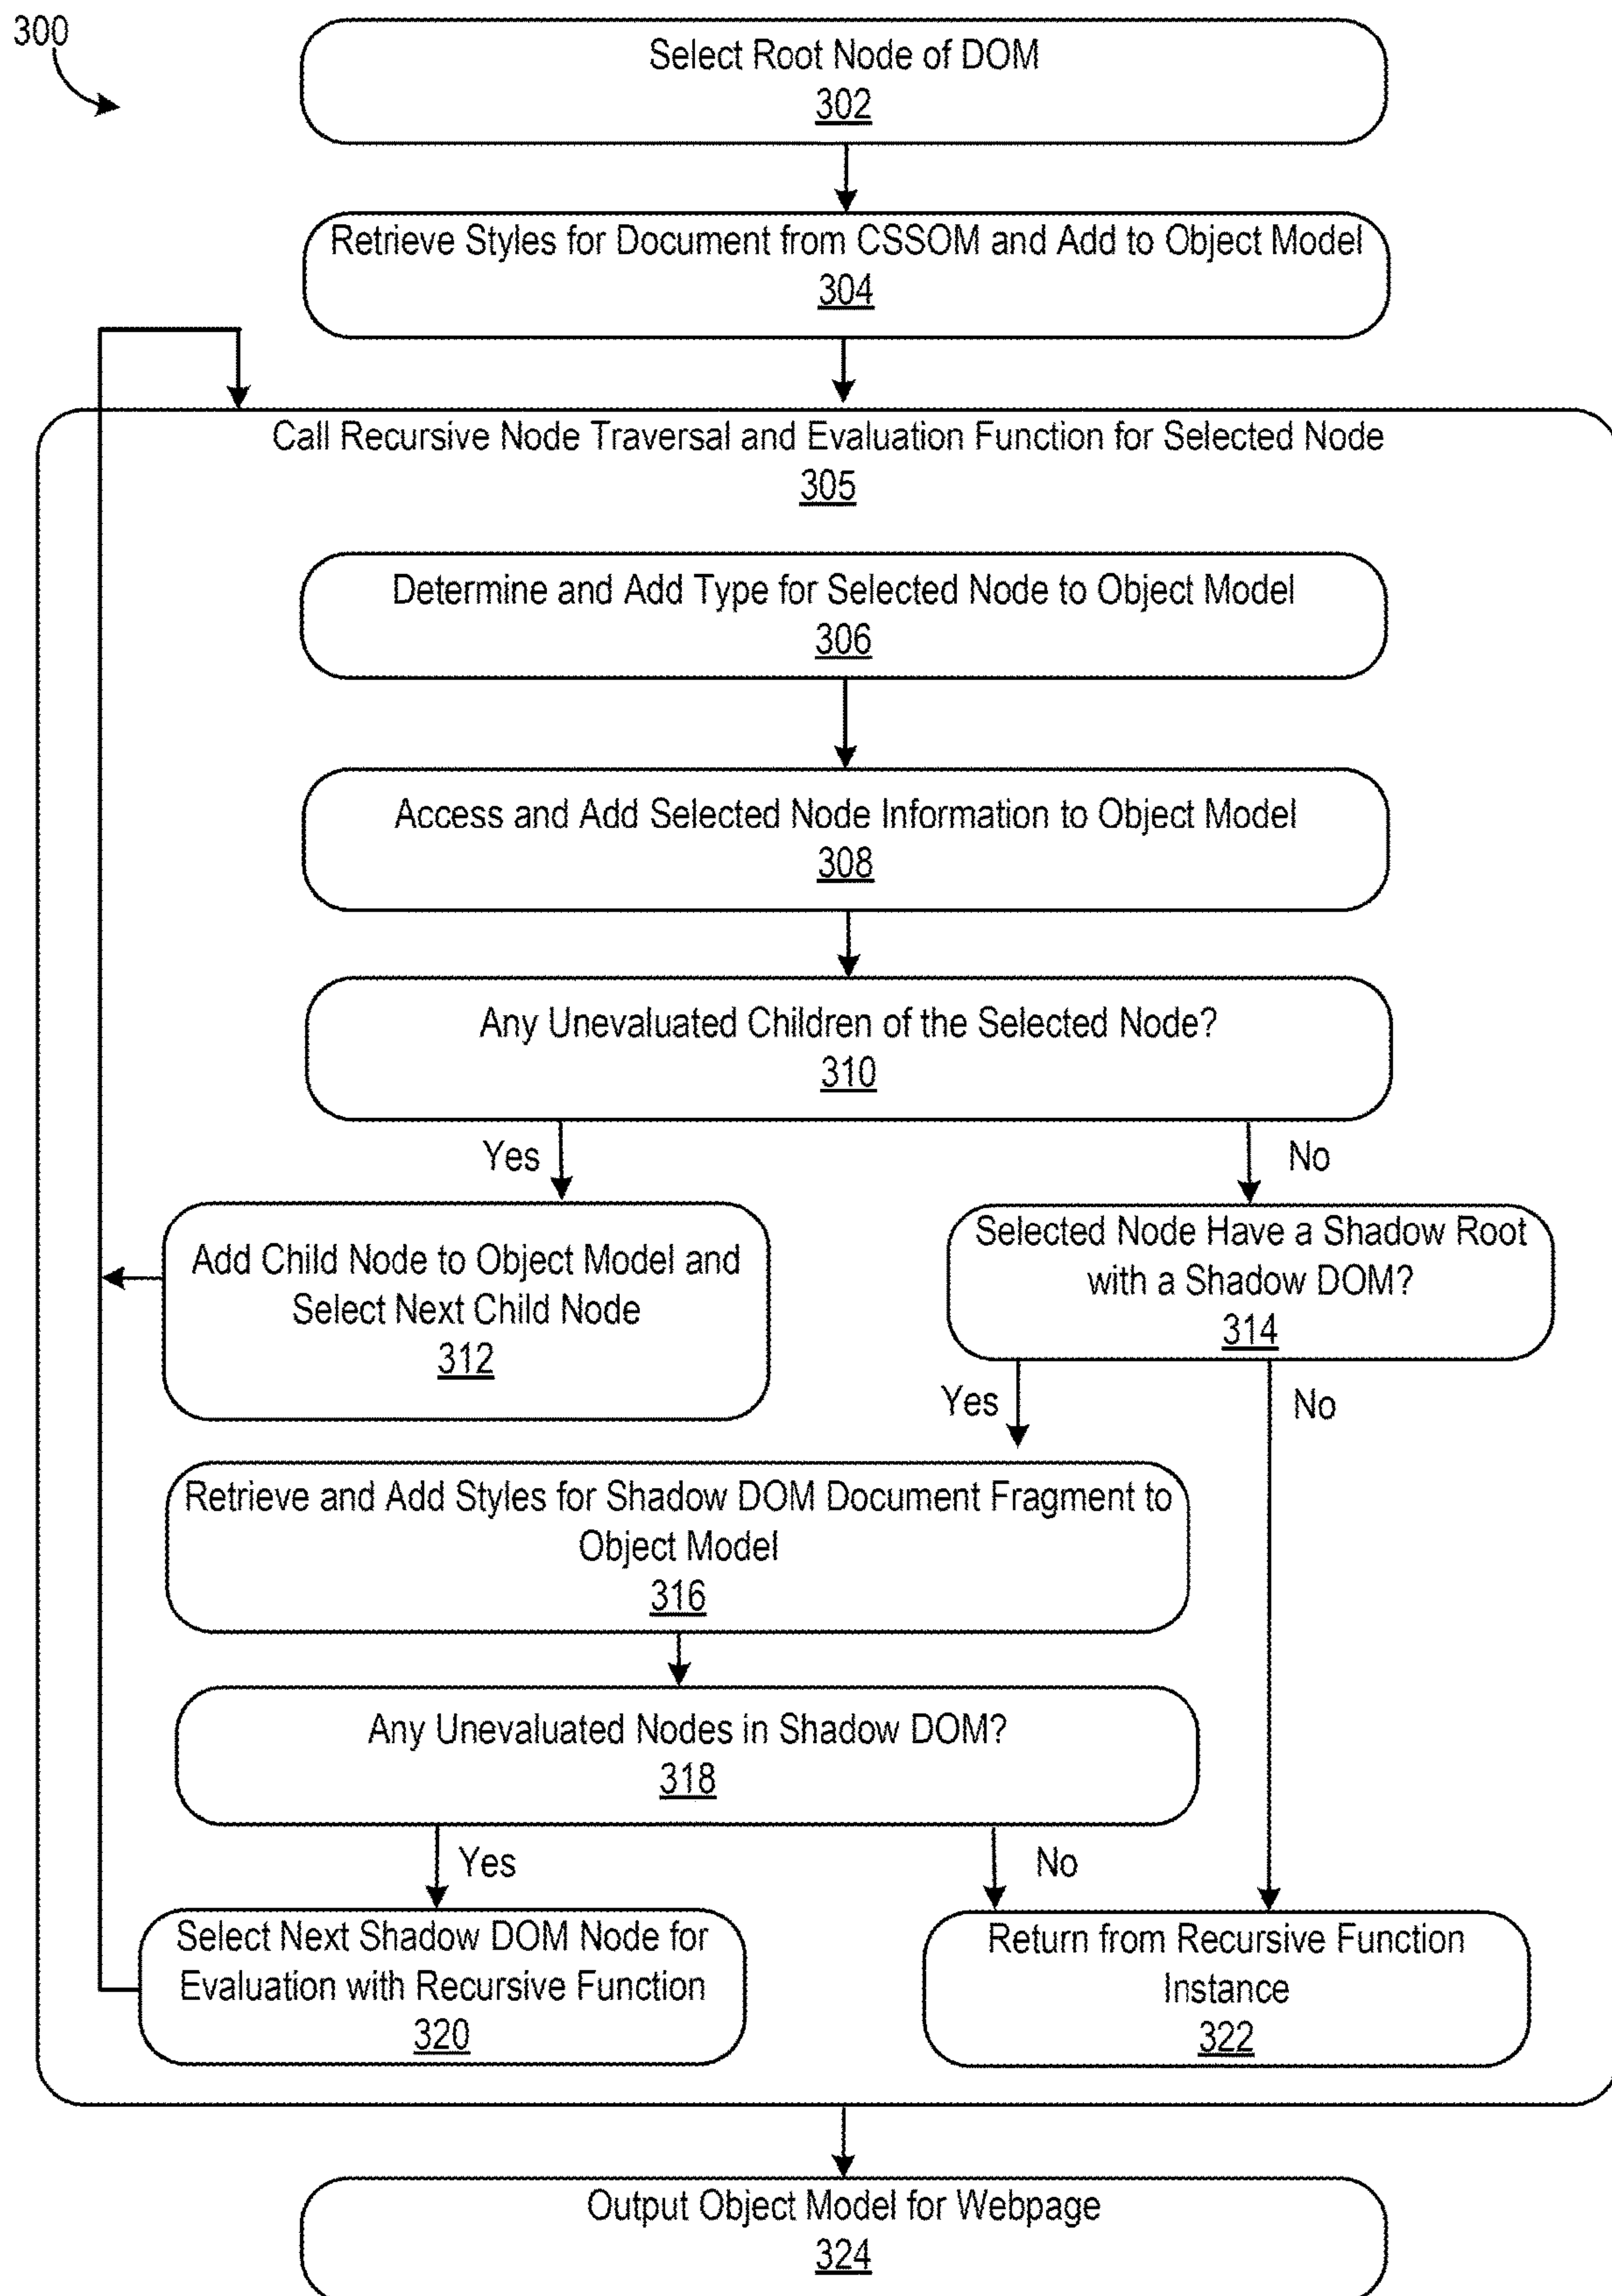 300
Select Root Node of DOM
302
Retrieve Styles for Document from CSSOM and Add to Object Model
304
Call Recursive Node Traversal and Evaluation Function for Selected Node
305
Determine and Add Type for Selected Node to Object Model
306
Access and Add Selected Node Information to Object Model
308
Any Unevaluated Children of the Selected Node?
310
Yes
No
Add Child Node to Object Model and
Select Next Child Node
312
Selected Node Have a Shadow Root
with a Shadow DOM?
314
Yes
No
Retrieve and Add Styles for Shadow DOM Document Fragment to
Object Model
316
Any Unevaluated Nodes in Shadow DOM?
318
Yes
No
Select Next Shadow DOM Node for
Evaluation with Recursive Function
320
Return from Recursive Function
Instance
322
Output Object Model for Webpage
324